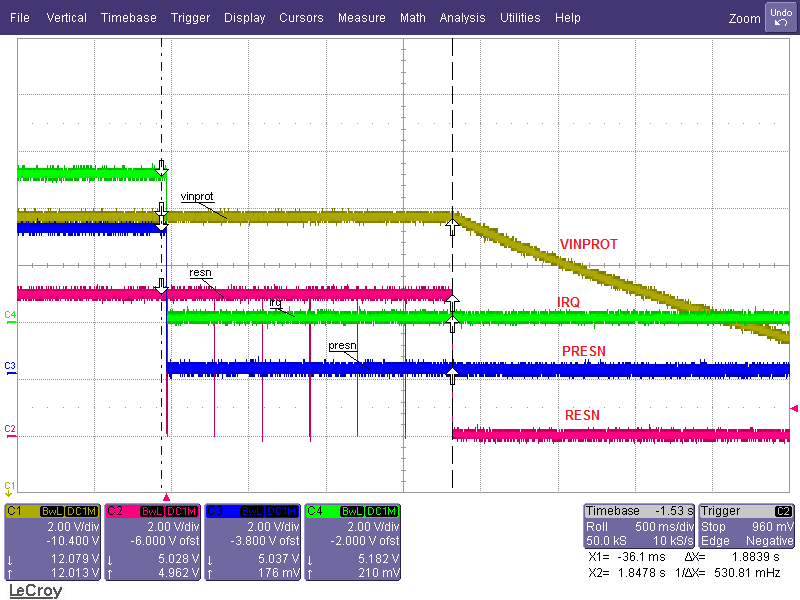 File Vertical Timebase Trigger Display Cursors Measure Math Analysis Utilities Help Zoom Undo
vinprot
VINPROT
resn
Irq
IRQ
C4
presn
PRESN
C3
RESN
C2
C1
C1 BwL DC1M C2 BwL DC1M C3 BwL DC1M C4 BwL DC1M Timebase -1.53 s Trigger C2
2.00 V/div 2.00 V/div 2.00 V/div 2.00 V/div Roll 500 ms/div Stop 960 mV
-10.400 V -6.000 V ofst -3.800 V ofst -2.000 V ofst 50.0 kS 10 kS/s Edge Negative
↓ 12.079 V ↓ 5.028 V ↓ 5.037 V ↓ 5.182 V X1= -36.1 ms ΔX= 1.8839 s
↑ 12.013 V ↑ 4.962 V ↑ 176 mV ↑ 210 mV X2= 1.8478 s 1/ΔX= 530.81 mHz
LeCroy